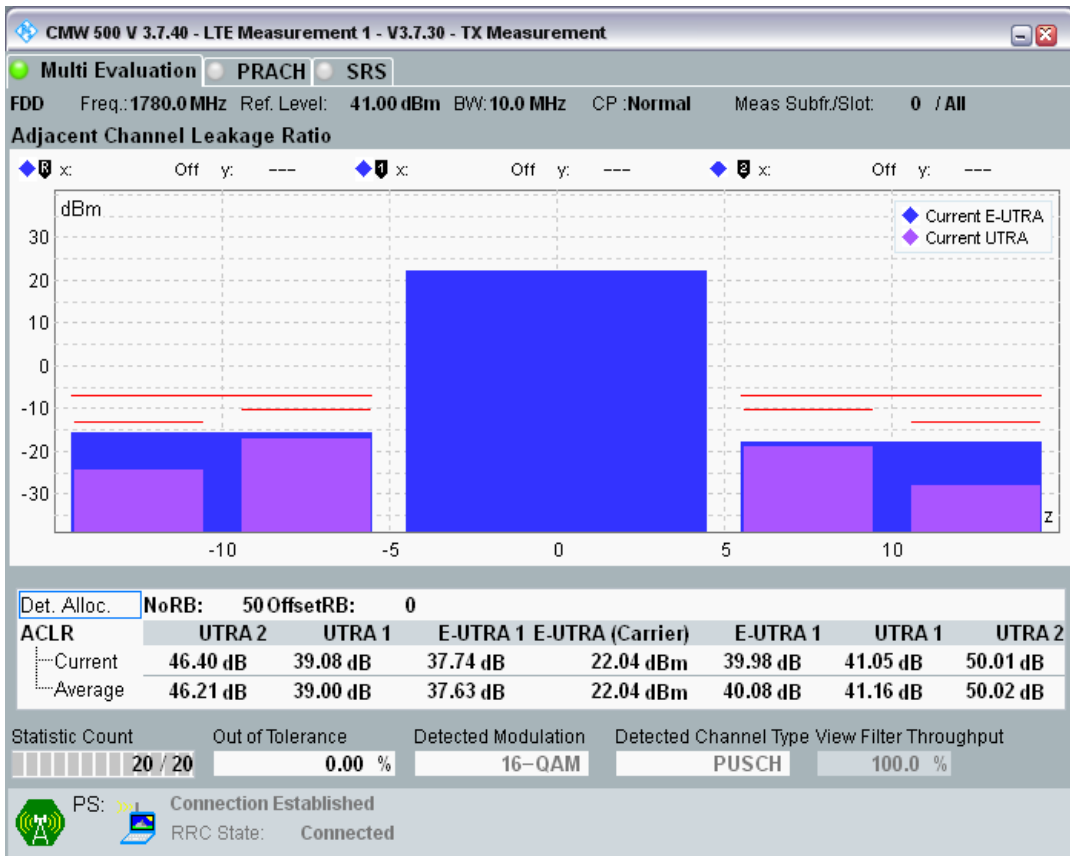 CMW 500 V 3.7.40 - LTE Measurement 1 - V3.7.30 - TX Measurement
Multi Evaluation PRACH SRS
FDD Freq.: 1780.0 MHz Ref. Level: 41.00 dBm BW: 10.0 MHz CP :Normal Meas Subfr./Slot: 0 / All
Adjacent Channel Leakage Ratio
R x: Off y: --- 1 x: Off y: --- 2 x: Off y: ---
dBm
Current E-UTRA
Current UTRA
30
20
10
0
-10
-20
-30
z
-10 -5 0 5 10
Det. Alloc. NoRB: 50 OffsetRB: 0
ACLR UTRA 2 UTRA 1 E-UTRA 1 E-UTRA (Carrier) E-UTRA 1 UTRA 1 UTRA 2
Current 46.40 dB 39.08 dB 37.74 dB 22.04 dBm 39.98 dB 41.05 dB 50.01 dB
Average 46.21 dB 39.00 dB 37.63 dB 22.04 dBm 40.08 dB 41.16 dB 50.02 dB
Statistic Count Out of Tolerance Detected Modulation Detected Channel Type View Filter Throughput
20 / 20 0.00 % 16-QAM PUSCH 100.0 %
PS: Connection Established
RRC State: Connected